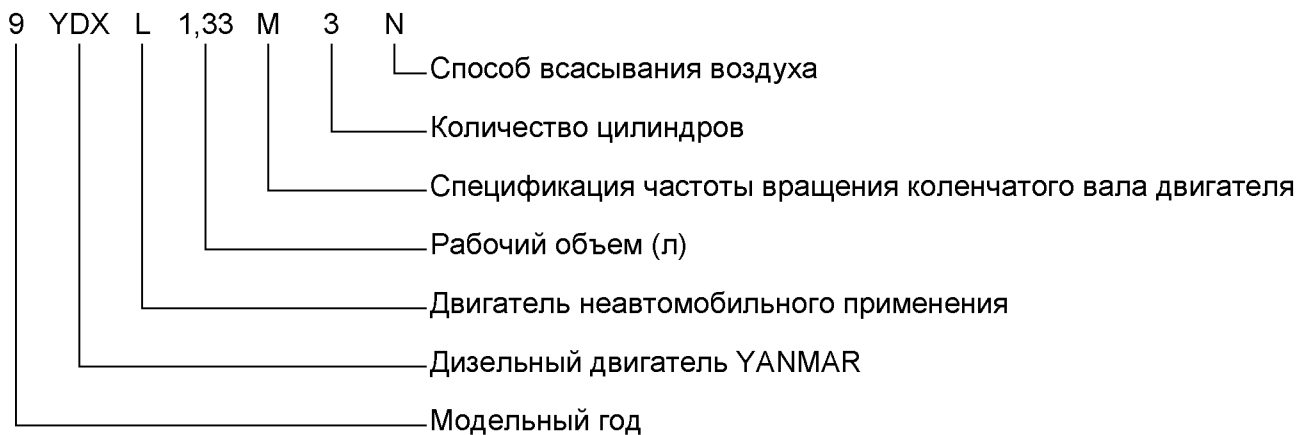 9 YDX L 1,33 M 3 N
Способ всасывания воздуха
Количество цилиндров
Спецификация частоты вращения коленчатого вала двигателя
Рабочий объем (л)
Двигатель неавтомобильного применения
Дизельный двигатель YANMAR
Модельный год